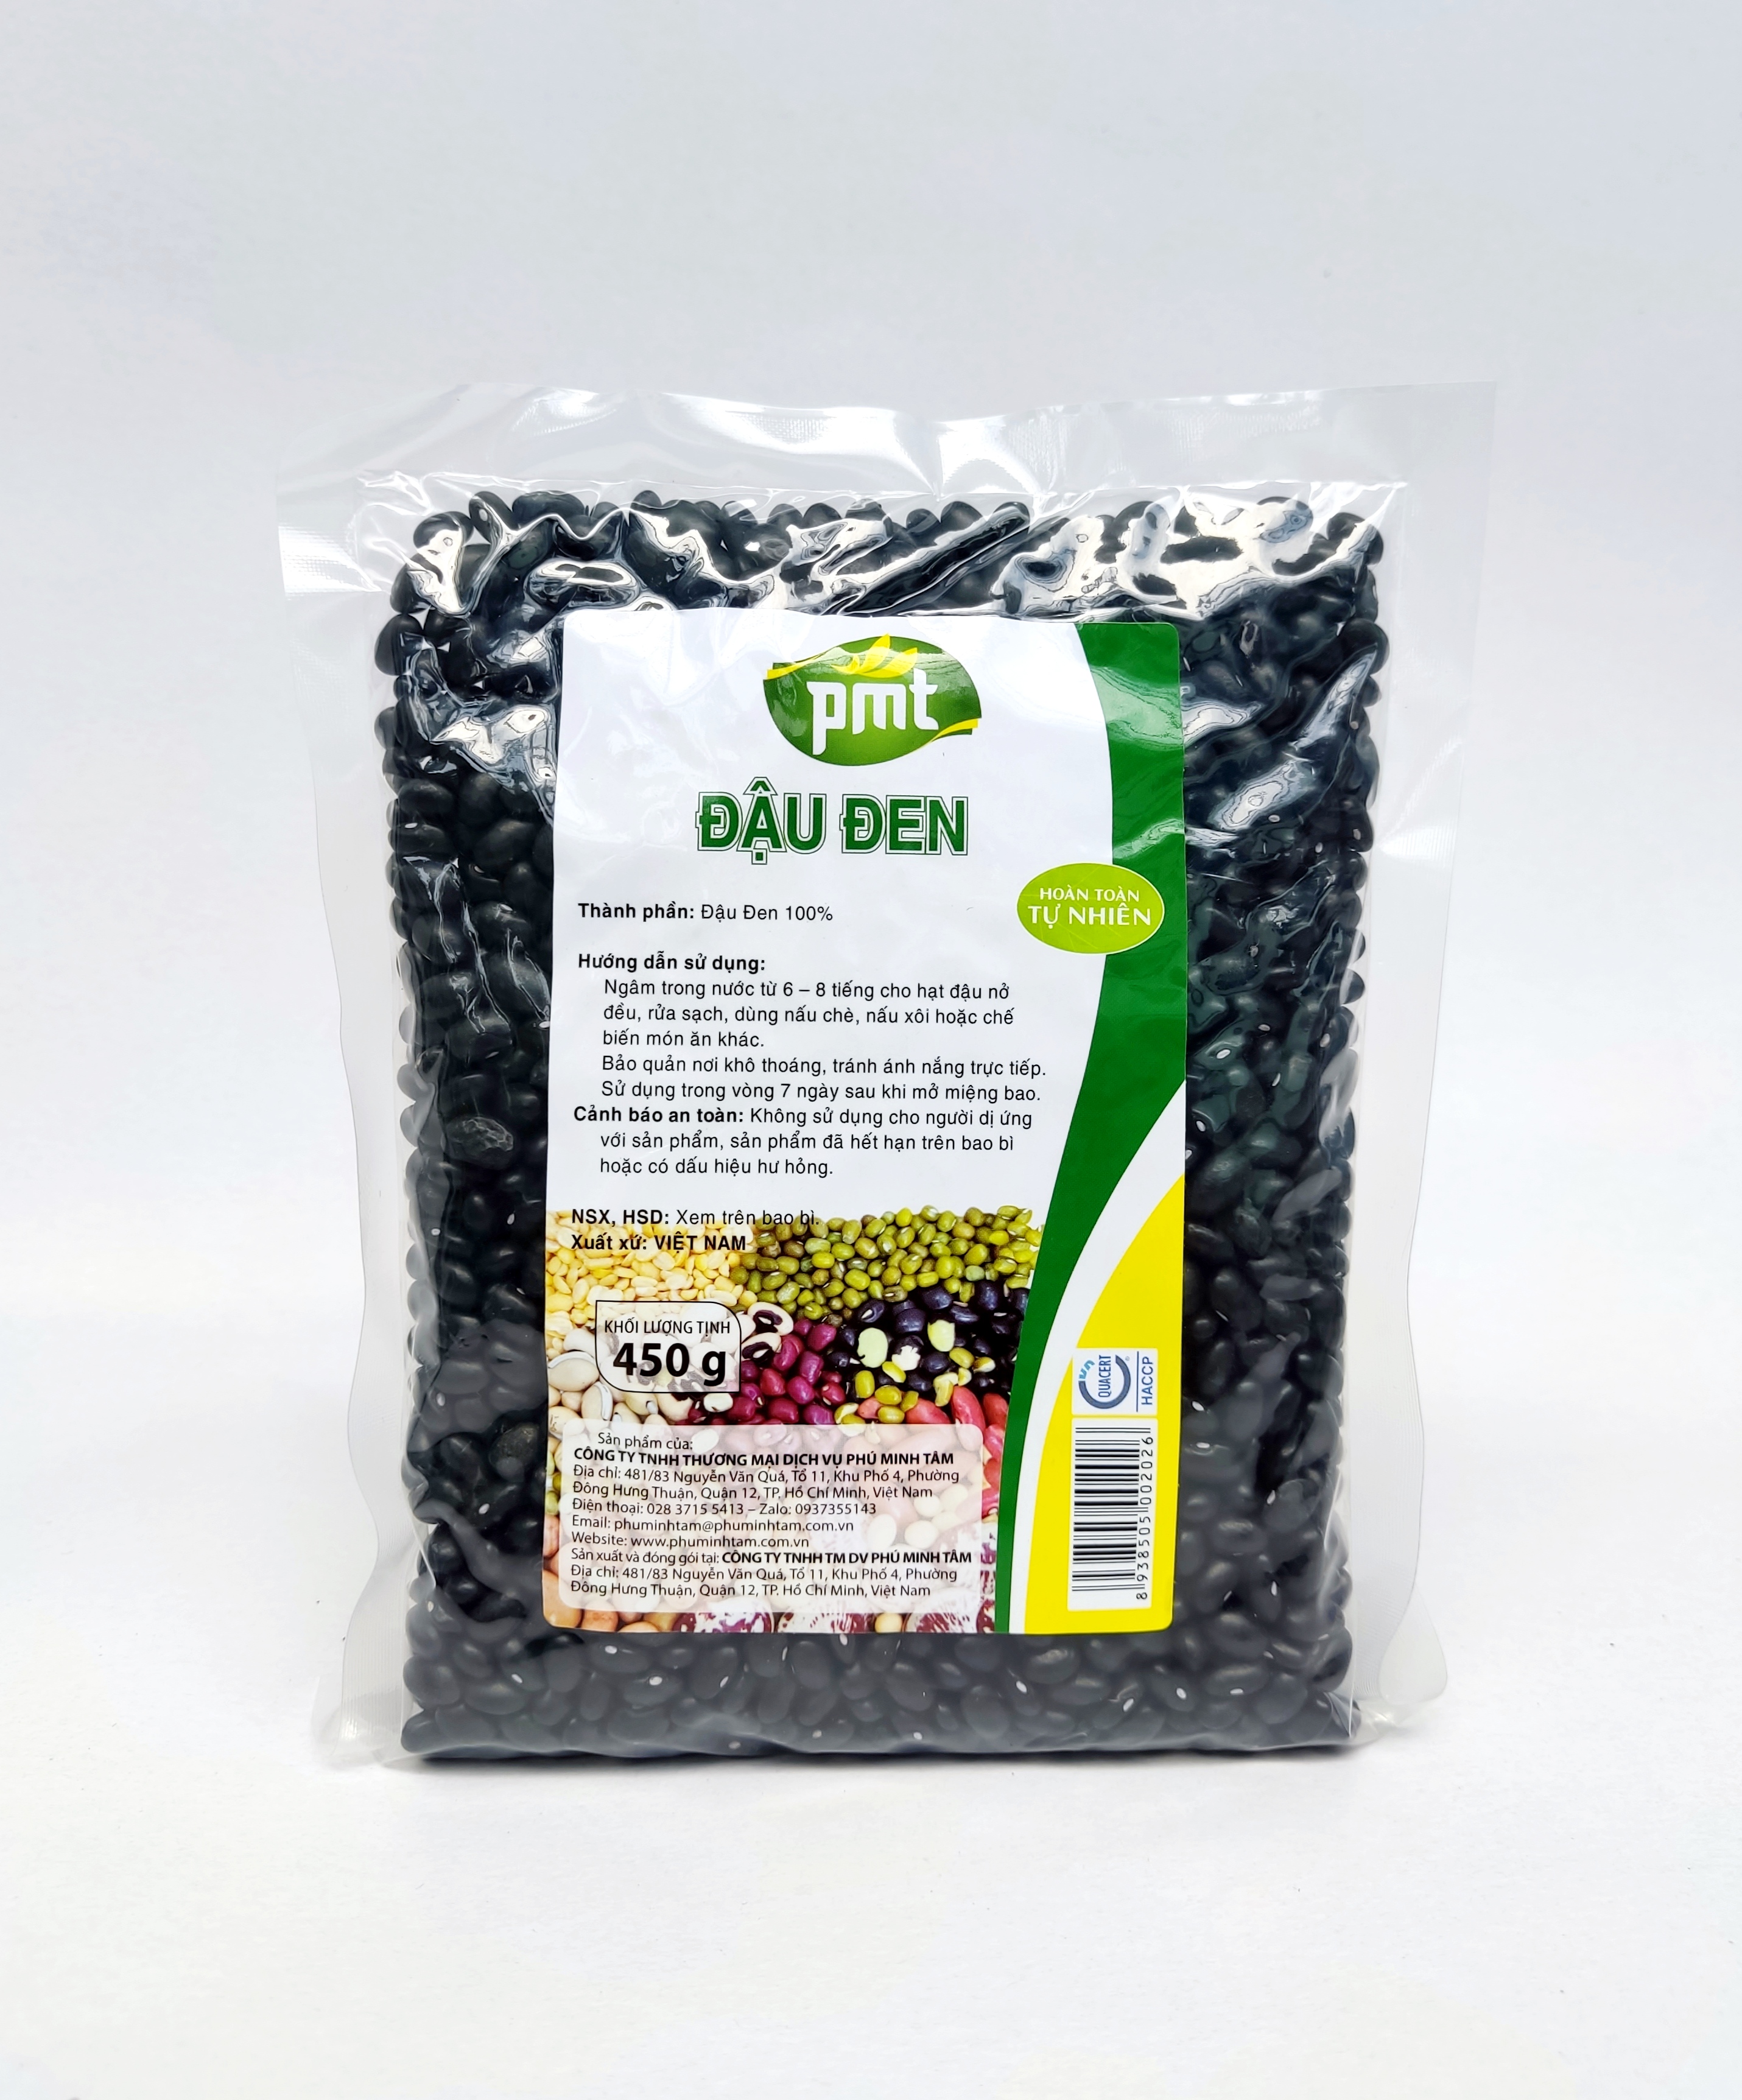 pmt
ĐẬU ĐEN
HOÀN TOÀN
TỰ NHIÊN
Thành phần: Đậu Đen 100%
Hướng dẫn sử dụng:
Ngâm trong nước từ 6 – 8 tiếng cho hạt đậu nở
đều, rửa sạch, dùng nấu chè, nấu xôi hoặc chế
biến món ăn khác.
Bảo quản nơi khô thoáng, tránh ánh nắng trực tiếp.
Sử dụng trong vòng 7 ngày sau khi mở miệng bao.
Cảnh báo an toàn: Không sử dụng cho người dị ứng
với sản phẩm, sản phẩm đã hết hạn trên bao bì
hoặc có dấu hiệu hư hỏng.
NSX, HSD: Xem trên bao bì.
Xuất xứ: VIỆT NAM
KHỐI LƯỢNG TỊNH
450 g
Sản phẩm của:
CÔNG TY TNHH THƯƠNG MẠI DỊCH VỤ PHÚ MINH TÂM
Địa chỉ: 481/83 Nguyễn Văn Quá, Tổ 11, Khu Phố 4, Phường
Đông Hưng Thuận, Quận 12, TP. Hồ Chí Minh, Việt Nam
Điện thoại: 028 3715 5413 – Zalo: 0937355143
Email: phuminhtam@phuminhtam.com.vn
Website: www.phuminhtam.com.vn
Sản xuất và đóng gói tại: CÔNG TY TNHH TM DV PHÚ MINH TÂM
Địa chỉ: 481/83 Nguyễn Văn Quá, Tổ 11, Khu Phố 4, Phường
Đông Hưng Thuận, Quận 12, TP. Hồ Chí Minh, Việt Nam
QUACERT
HACCP
8 938505 002026